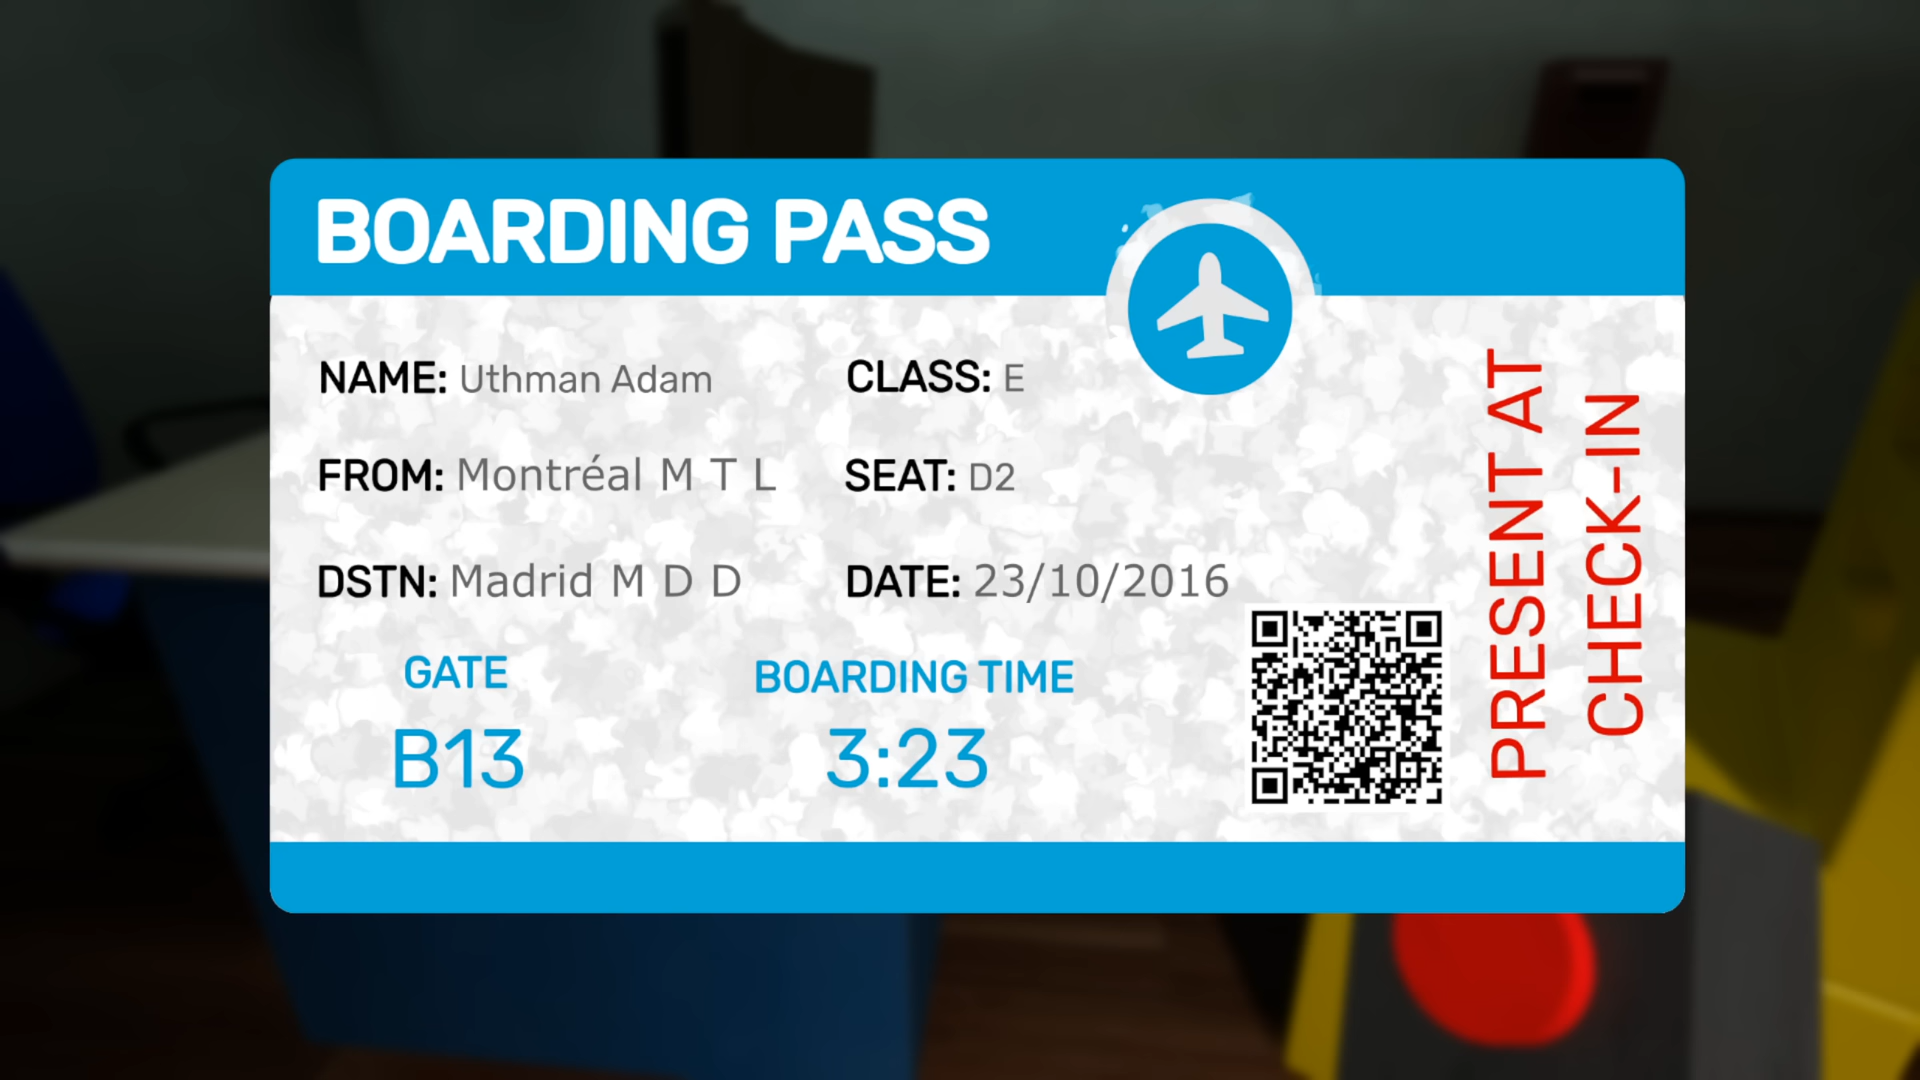 BOARDING PASS
NAME: Uthman Adam
CLASS: E
FROM: Montréal M T L
SEAT: D2
DSTN: Madrid M D D
DATE: 23/10/2016
GATE
B13
BOARDING TIME
3:23
PRESENT AT
CHECK-IN